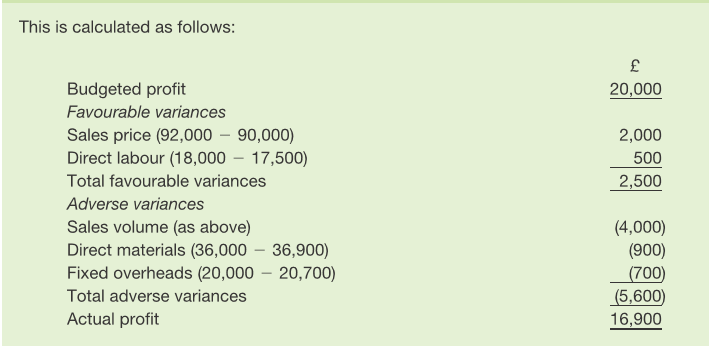 This is calculated as follows:
£
Budgeted profit 20,000
Favourable variances
Sales price (92,000 – 90,000) 2,000
Direct labour (18,000 – 17,500) 500
Total favourable variances 2,500
Adverse variances
Sales volume (as above) (4,000)
Direct materials (36,000 – 36,900) (900)
Fixed overheads (20,000 – 20,700) (700)
Total adverse variances (5,600)
Actual profit 16,900